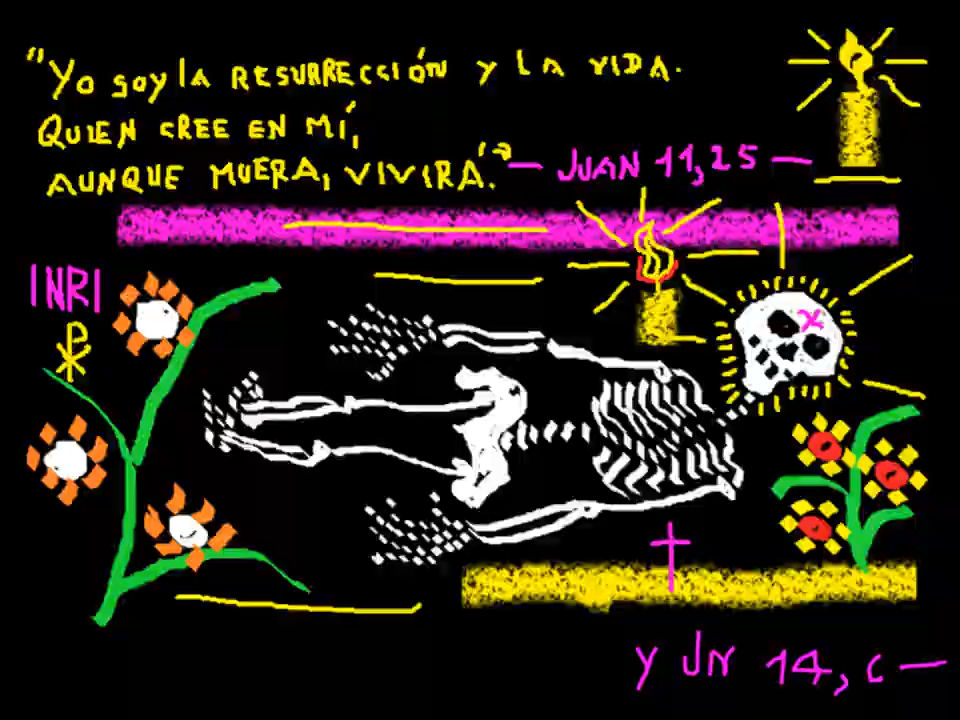 "Yo soy la RESURRECCIÓN y LA VIDA.
QUIEN CREE EN MÍ,
AUNQUE MUERA, VIVIRA."
— JUAN 11,25 —
INRI
y JN 14, 6 —